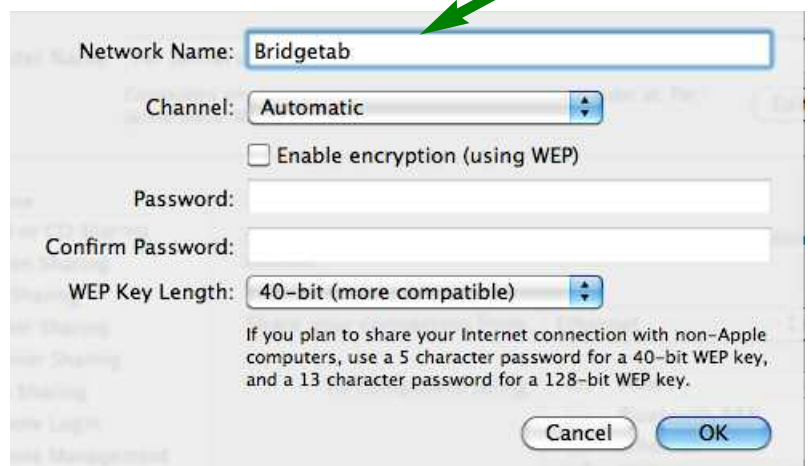 Network Name: Bridgetab
Channel: Automatic
Enable encryption (using WEP)
Password:
Confirm Password:
WEP Key Length: 40-bit (more compatible)
If you plan to share your Internet connection with non-Apple
computers, use a 5 character password for a 40-bit WEP key,
and a 13 character password for a 128-bit WEP key.
Cancel OK